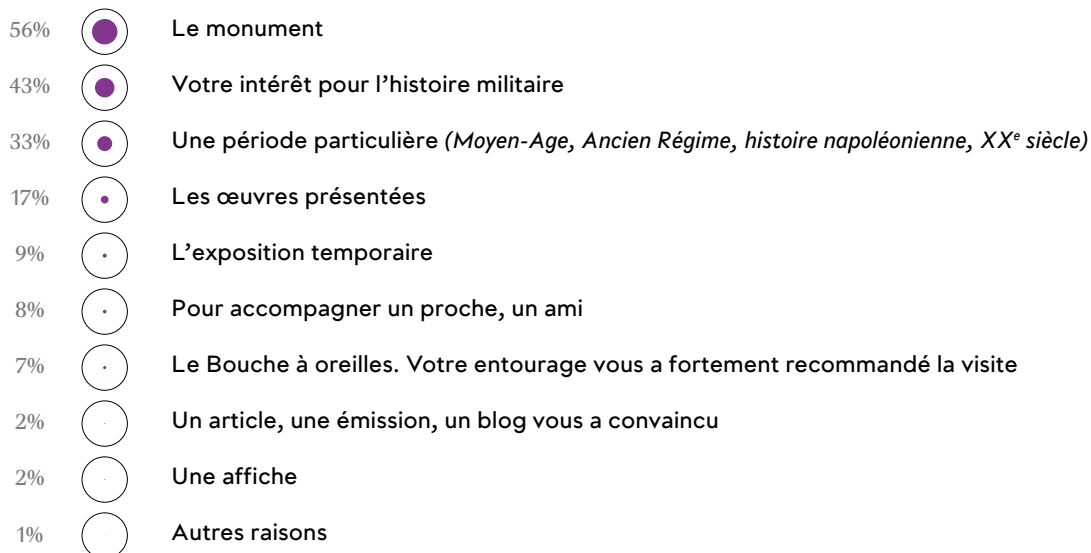 56% Le monument
43% Votre intérêt pour l’histoire militaire
33% Une période particulière (Moyen-Age, Ancien Régime, histoire napoléonienne, XXe siècle)
17% Les œuvres présentées
9% L’exposition temporaire
8% Pour accompagner un proche, un ami
7% Le Bouche à oreilles. Votre entourage vous a fortement recommandé la visite
2% Un article, une émission, un blog vous a convaincu
2% Une affiche
1% Autres raisons